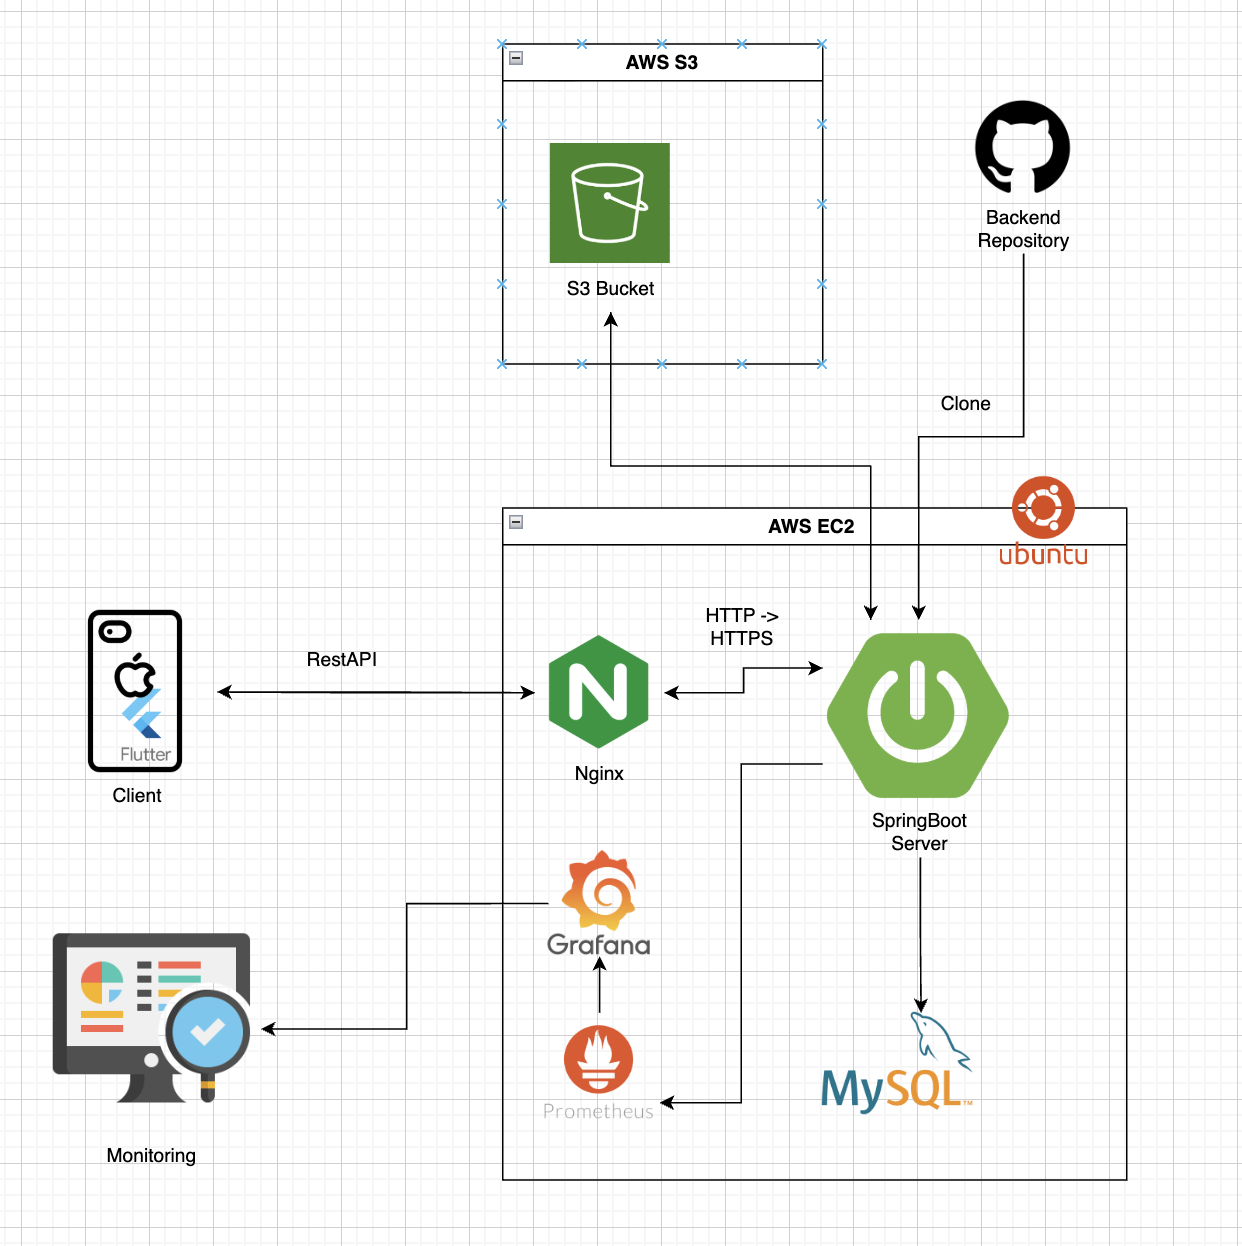 AWS S3
S3 Bucket
Backend
Repository
Clone
AWS EC2
ubuntu
HTTP ->
HTTPS
RestAPI
Flutter
Client
Nginx
SpringBoot
Server
Grafana
Prometheus
MySQL™
Monitoring